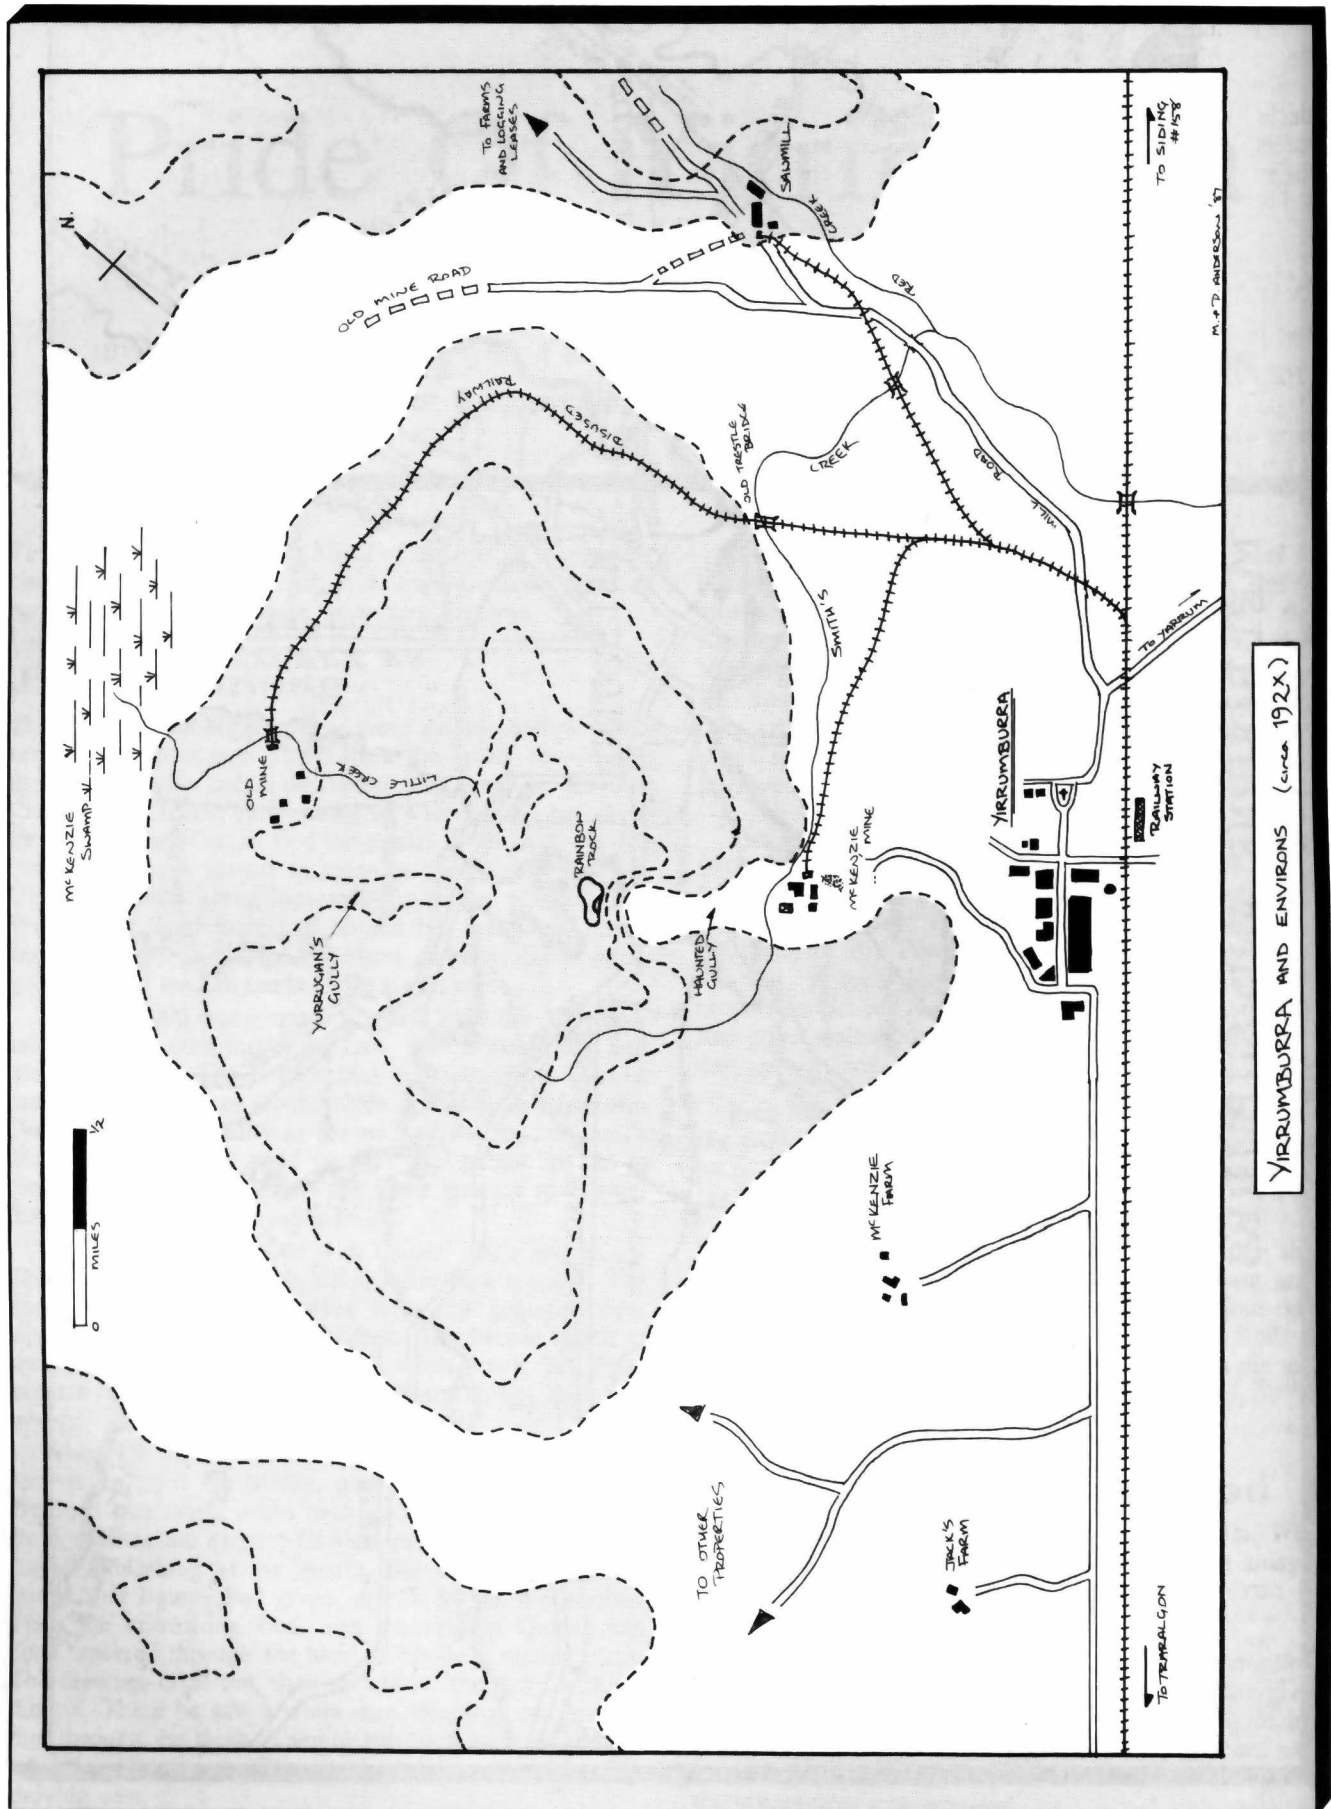 N.
To FARMS
AND LOGGING
LEASES
SAWMILL
TO SIDING
#158
M. + D ANDERSON '87
OLD MINE ROAD
RED
CREEK
DISUSED
RAILWAY
OLD TRESTLE
BRIDGE
CREEK
SMITH'S
MILL
ROAD
TO YARRUM
McKENZIE
SWAMP
OLD
MINE
LITTLE CREEK
YURRUGAN'S
GULLY
RAINBOW
ROCK
HAUNTED
GULLY
McKENZIE MINE
YIRRUMBURRA
RAILWAY
STATION
McKENZIE
FARM
TO OTHER
PROPERTIES
JACK'S
FARM
TO TRARALGON
0 MILES 1/2
YIRRUMBURRA AND ENVIRONS (circa 192X)